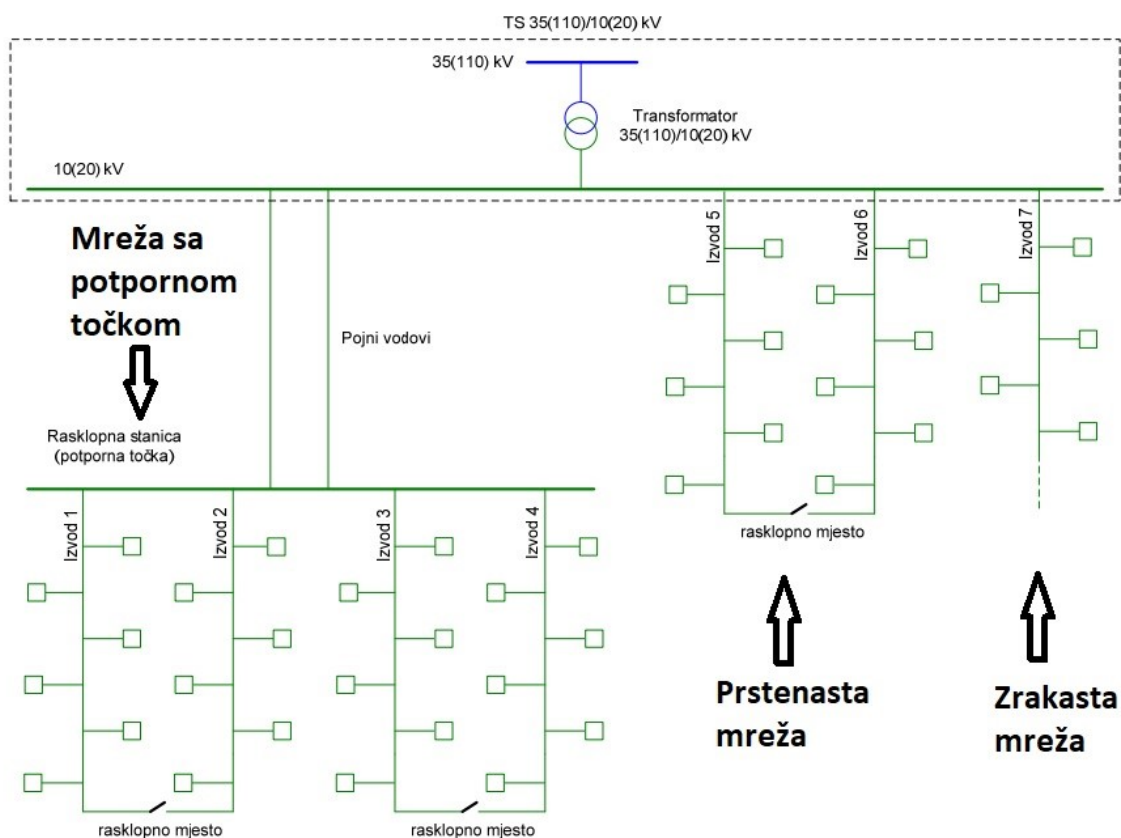 TS 35(110)/10(20) kV
35(110) kV
Transformator
35(110)/10(20) kV
10(20) kV
Mreža sa
potpornom
točkom
Pojni vodovi
Rasklopna stanica
(potporna točka)
Izvod 1
Izvod 2
Izvod 3
Izvod 4
rasklopno mjesto
rasklopno mjesto
Izvod 5
Izvod 6
Izvod 7
rasklopno mjesto
Prstenasta
mreža
Zrakasta
mreža